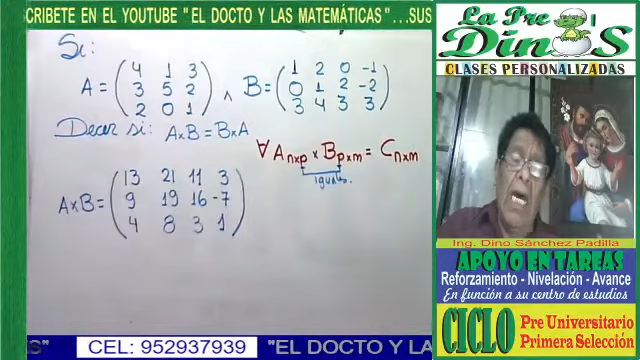 SCRIBETE EN EL YOUTUBE "EL DOCTO Y LAS MATEMÁTICAS"...SUS
La Pre
DinoS
CLASES PERSONALIZADAS
Si:
A = ( 4 1 3
3 5 2
2 0 1 ) ∧ B = ( 1 2 0 -1
0 1 2 -2
3 4 3 3 )
Decir si: A x B = B x A
∀ A n x p x B p x m = C n x m
iguales.
A x B = ( 13 21 11 3
9 19 16 -7
4 8 3 1 )
Ing. Dino Sánchez Padilla
APOYO EN TAREAS
Reforzamiento - Nivelación - Avance
En función a su centro de estudios
CICLO Pre Universitario
Primera Selección
S" CEL: 952937939 "EL DOCTO Y LA